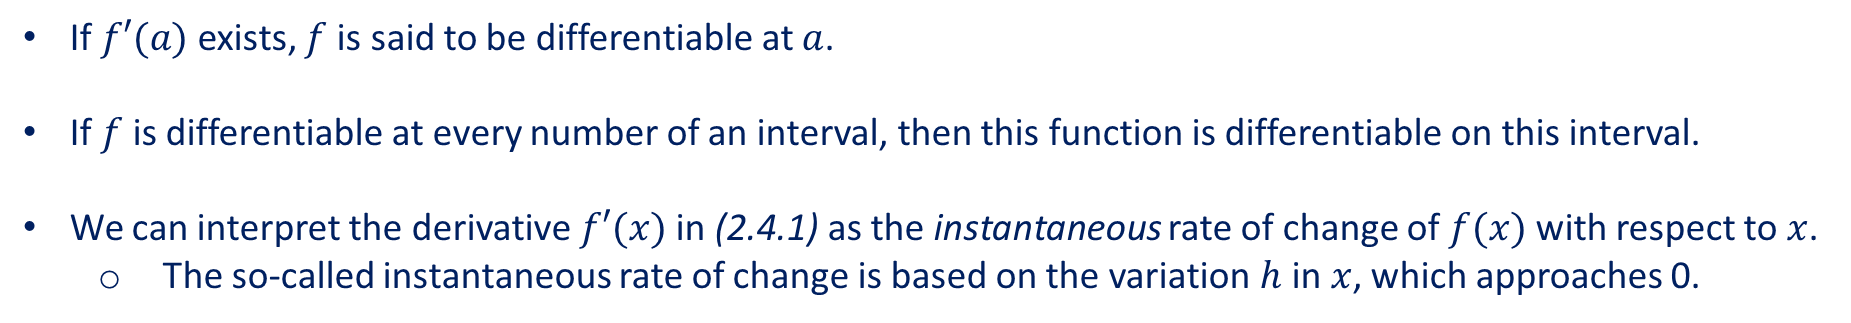 • If f′(a) exists, f is said to be differentiable at a.
• If f is differentiable at every number of an interval, then this function is differentiable on this interval.
• We can interpret the derivative f′(x) in (2.4.1) as the instantaneous rate of change of f(x) with respect to x.
○ The so-called instantaneous rate of change is based on the variation h in x, which approaches 0.